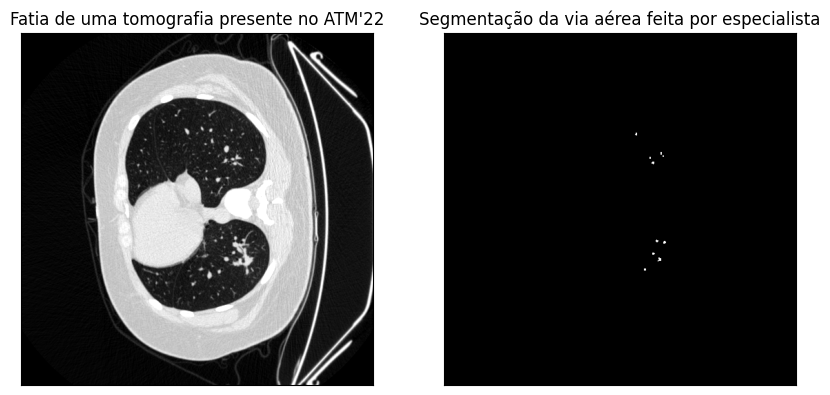 Fatia de uma tomografia presente no ATM'22
Segmentação da via aérea feita por especialista